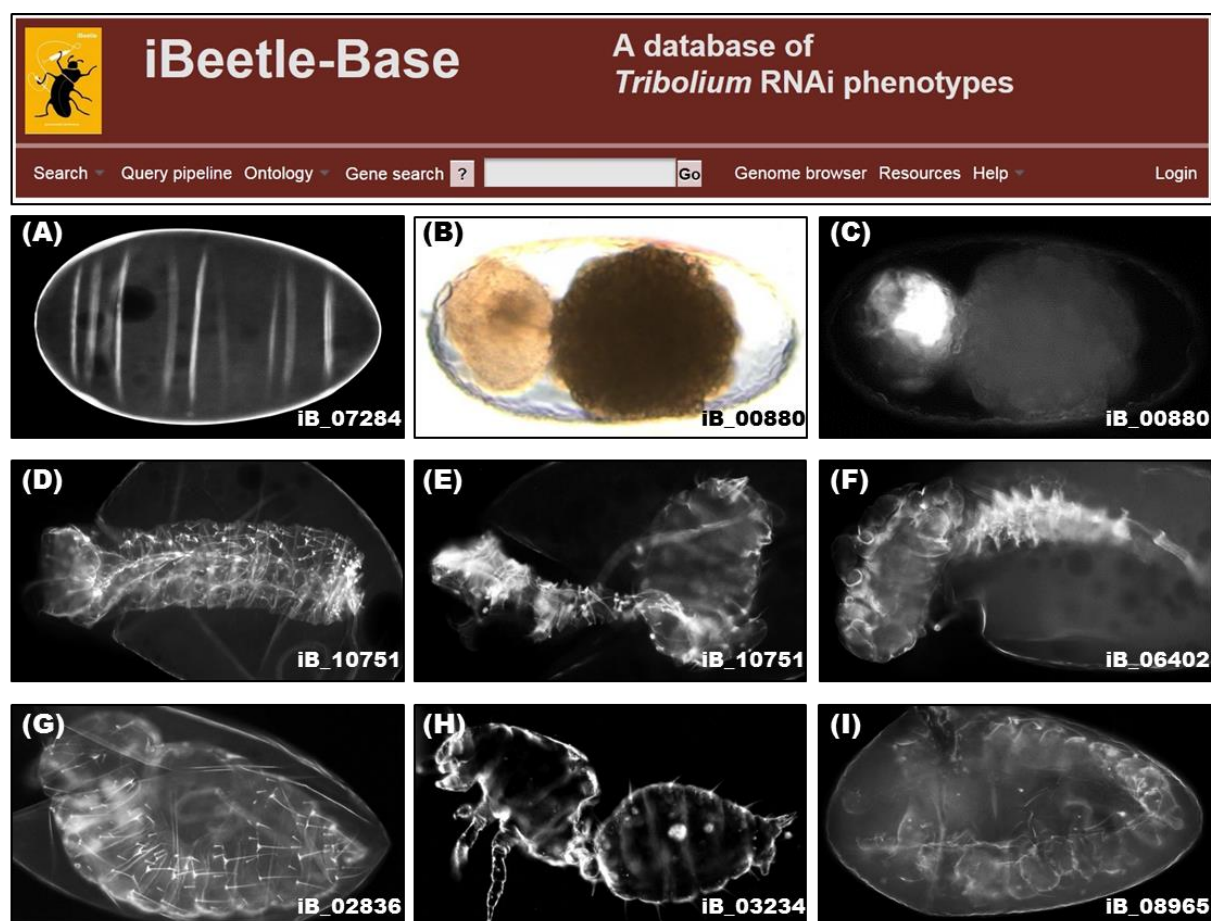 iBeetle
iBeetle-Base
A database of
Tribolium RNAi phenotypes
Search Query pipeline Ontology Gene search ? Go Genome browser Resources Help Login
(A) (B) (C)
iB_07284 iB_00880 iB_00880
(D) (E) (F)
iB_10751 iB_10751 iB_06402
(G) (H) (I)
iB_02836 iB_03234 iB_08965